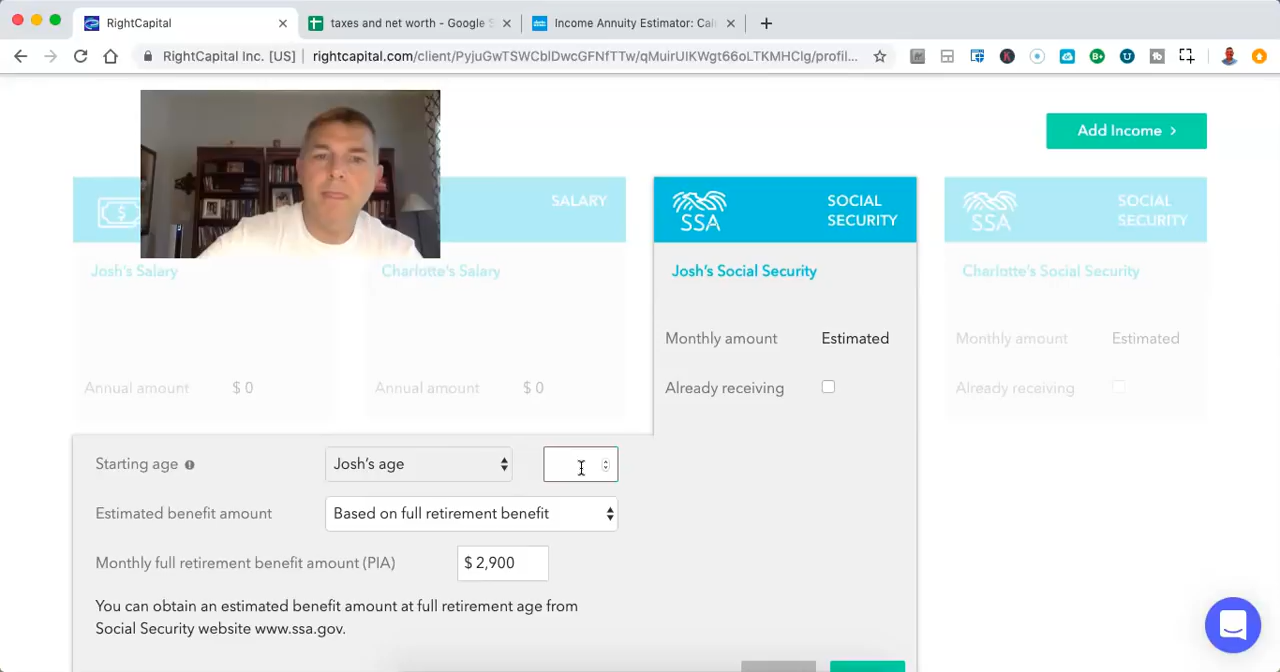 RightCapital
taxes and net worth - Google S
Income Annuity Estimator: Cal
RightCapital Inc. [US]
rightcapital.com/client/PyjuGwTSWCblDwcGFNfTTw/qMuirUIKWgt66oLTKMHClg/profil...
Add Income
SALARY
SOCIAL
SECURITY
SSA
SOCIAL
SECURITY
SSA
Josh's Salary
Charlotte's Salary
Josh's Social Security
Charlotte's Social Security
Monthly amount
Estimated
Monthly amount
Estimated
Annual amount
$ 0
Annual amount
$ 0
Already receiving
Already receiving
Starting age
Josh's age
Estimated benefit amount
Based on full retirement benefit
Monthly full retirement benefit amount (PIA)
$ 2,900
You can obtain an estimated benefit amount at full retirement age from
Social Security website www.ssa.gov.